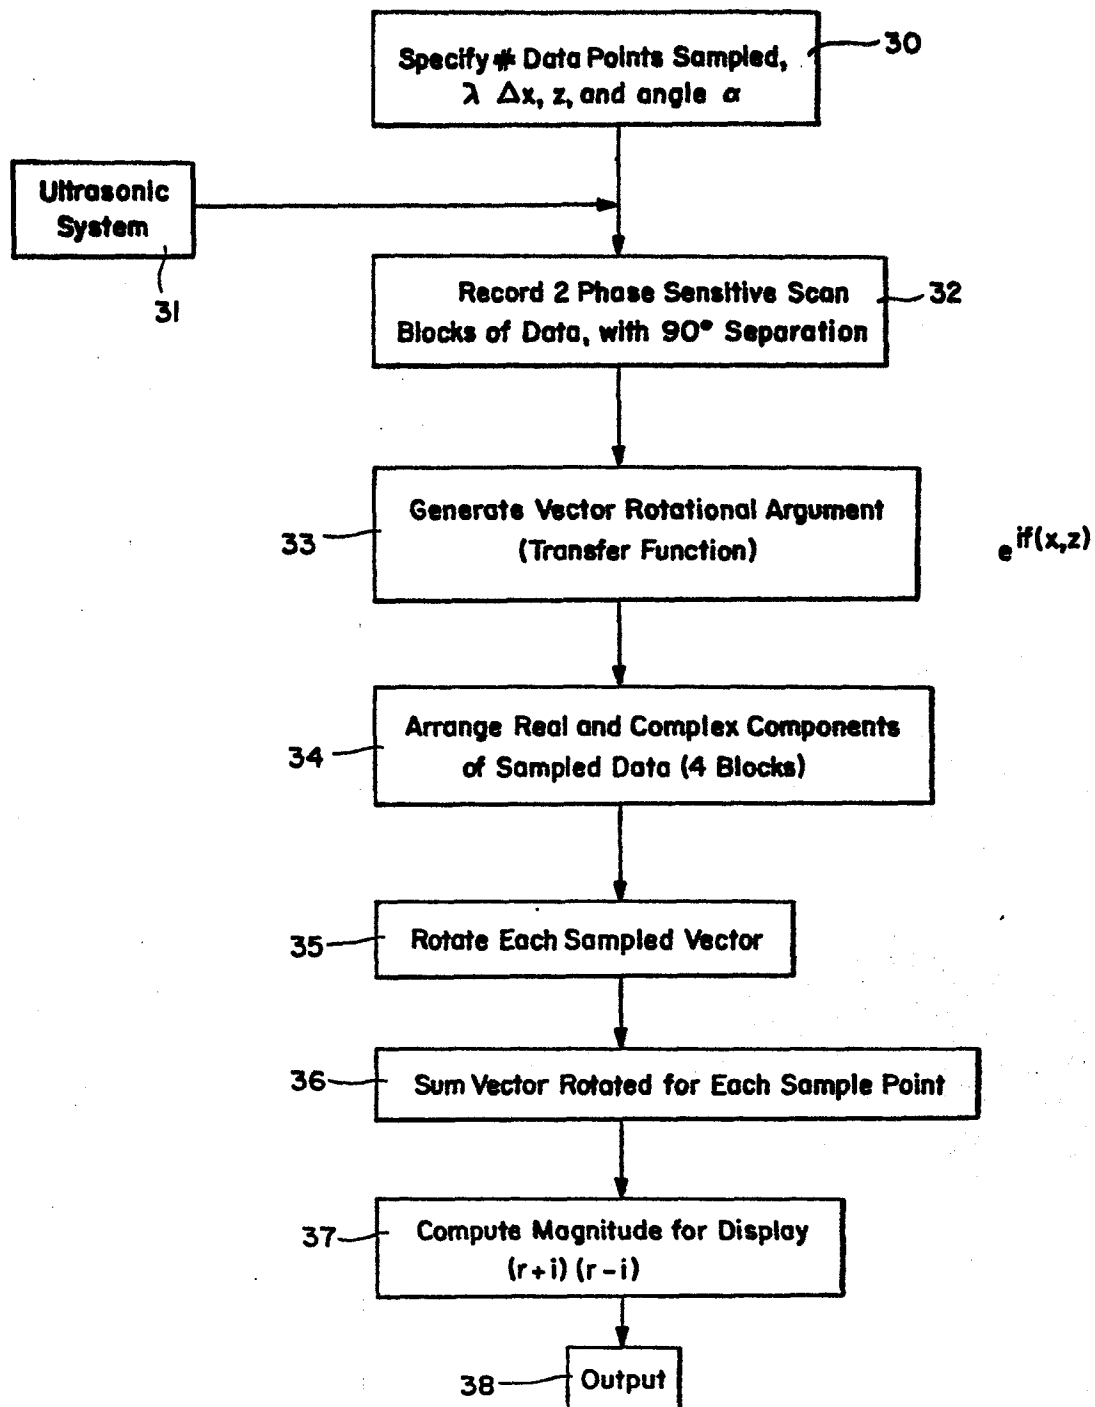 Specify # Data Points Sampled,
λ Δx, z, and angle α
30
Ultrasonic
System
31
Record 2 Phase Sensitive Scan
Blocks of Data, with 90° Separation
32
Generate Vector Rotational Argument
(Transfer Function)
33
e^if(x,z)
Arrange Real and Complex Components
of Sampled Data (4 Blocks)
34
Rotate Each Sampled Vector
35
Sum Vector Rotated for Each Sample Point
36
Compute Magnitude for Display
(r+i) (r-i)
37
Output
38